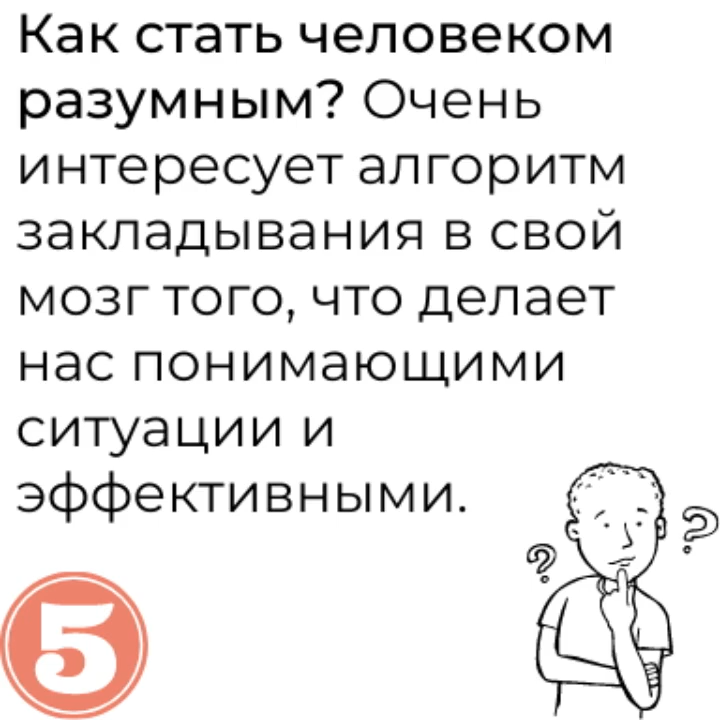 Как стать человеком
разумным? Очень
интересует алгоритм
закладывания в свой
мозг того, что делает
нас понимающими
ситуации и
эффективными.
? ?
5